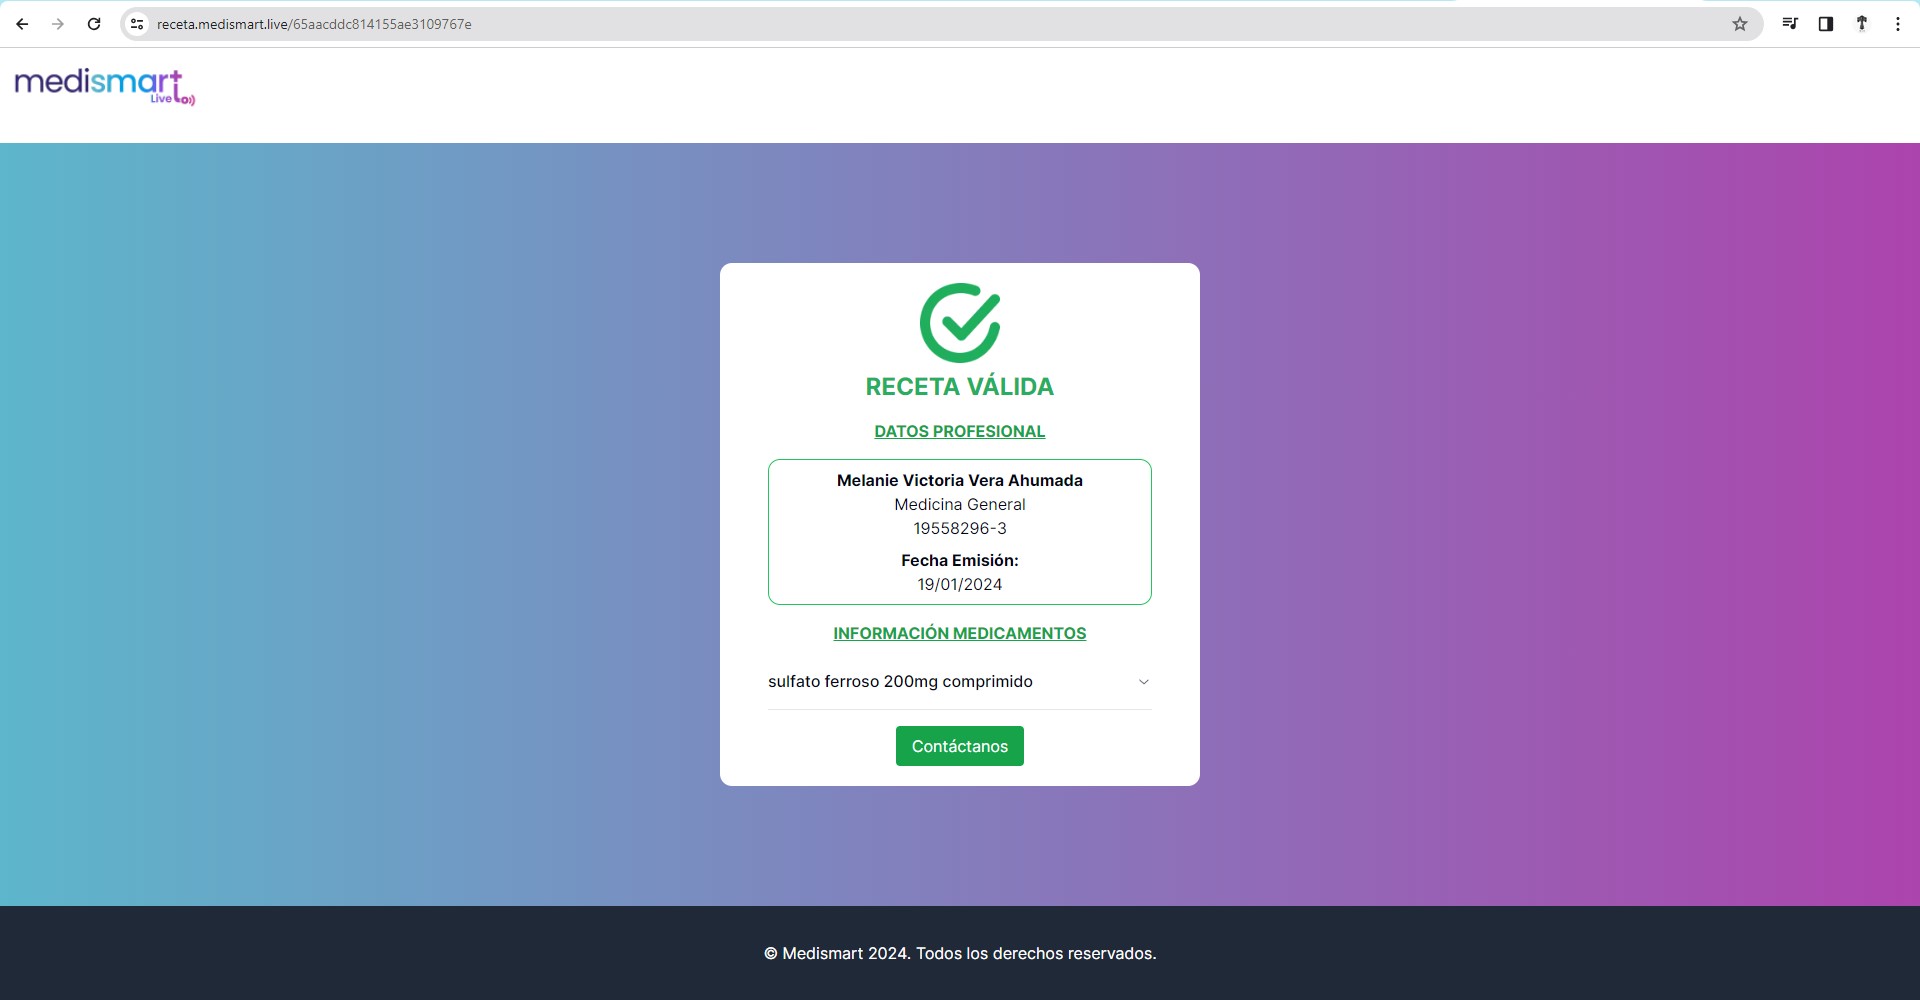 receta.medismart.live/65aacddc814155ae3109767e
medismart
Live
RECETA VÁLIDA
DATOS PROFESIONAL
Melanie Victoria Vera Ahumada
Medicina General
19558296-3
Fecha Emisión:
19/01/2024
INFORMACIÓN MEDICAMENTOS
sulfato ferroso 200mg comprimido
Contáctanos
© Medismart 2024. Todos los derechos reservados.